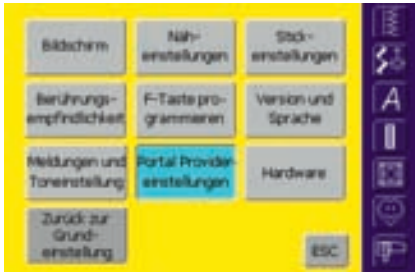 Bildschirm
Näh-
einstellungen
Stick-
einstellungen
Berührungs-
empfindlichkeit
F-Taste pro-
grammieren
Version und
Sprache
Meldungen und
Toneinstellung
Portal Provider-
einstellungen
Hardware
Zurück zur
Grund-
einstellung
ESC
A